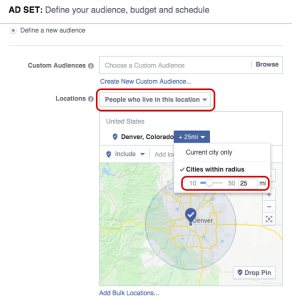 AD SET: Define your audience, budget and schedule
Define a new audience
Custom Audiences
Choose a Custom Audience
Browse
Create New Custom Audience...
Locations
People who live in this location
United States
Denver, Colorado + 25mi
Include
Add lo
Current city only
✓ Cities within radius
10 50 25 mi
Denver
Drop Pin
Add Bulk Locations...